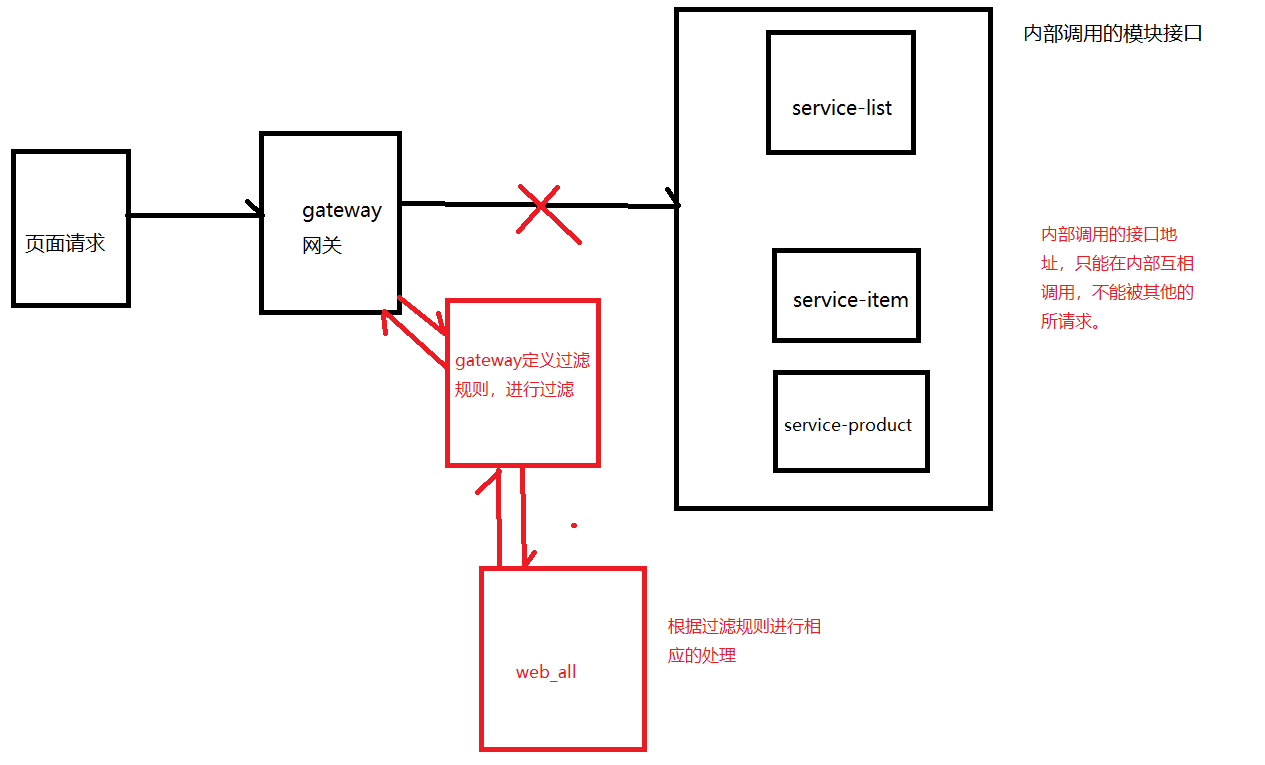 内部调用的模块接口
service-list
页面请求
gateway
网关
内部调用的接口地
址，只能在内部互相
调用，不能被其他的
所请求。
service-item
gateway定义过滤
规则，进行过滤
service-product
根据过滤规则进行相
应的处理
web_all